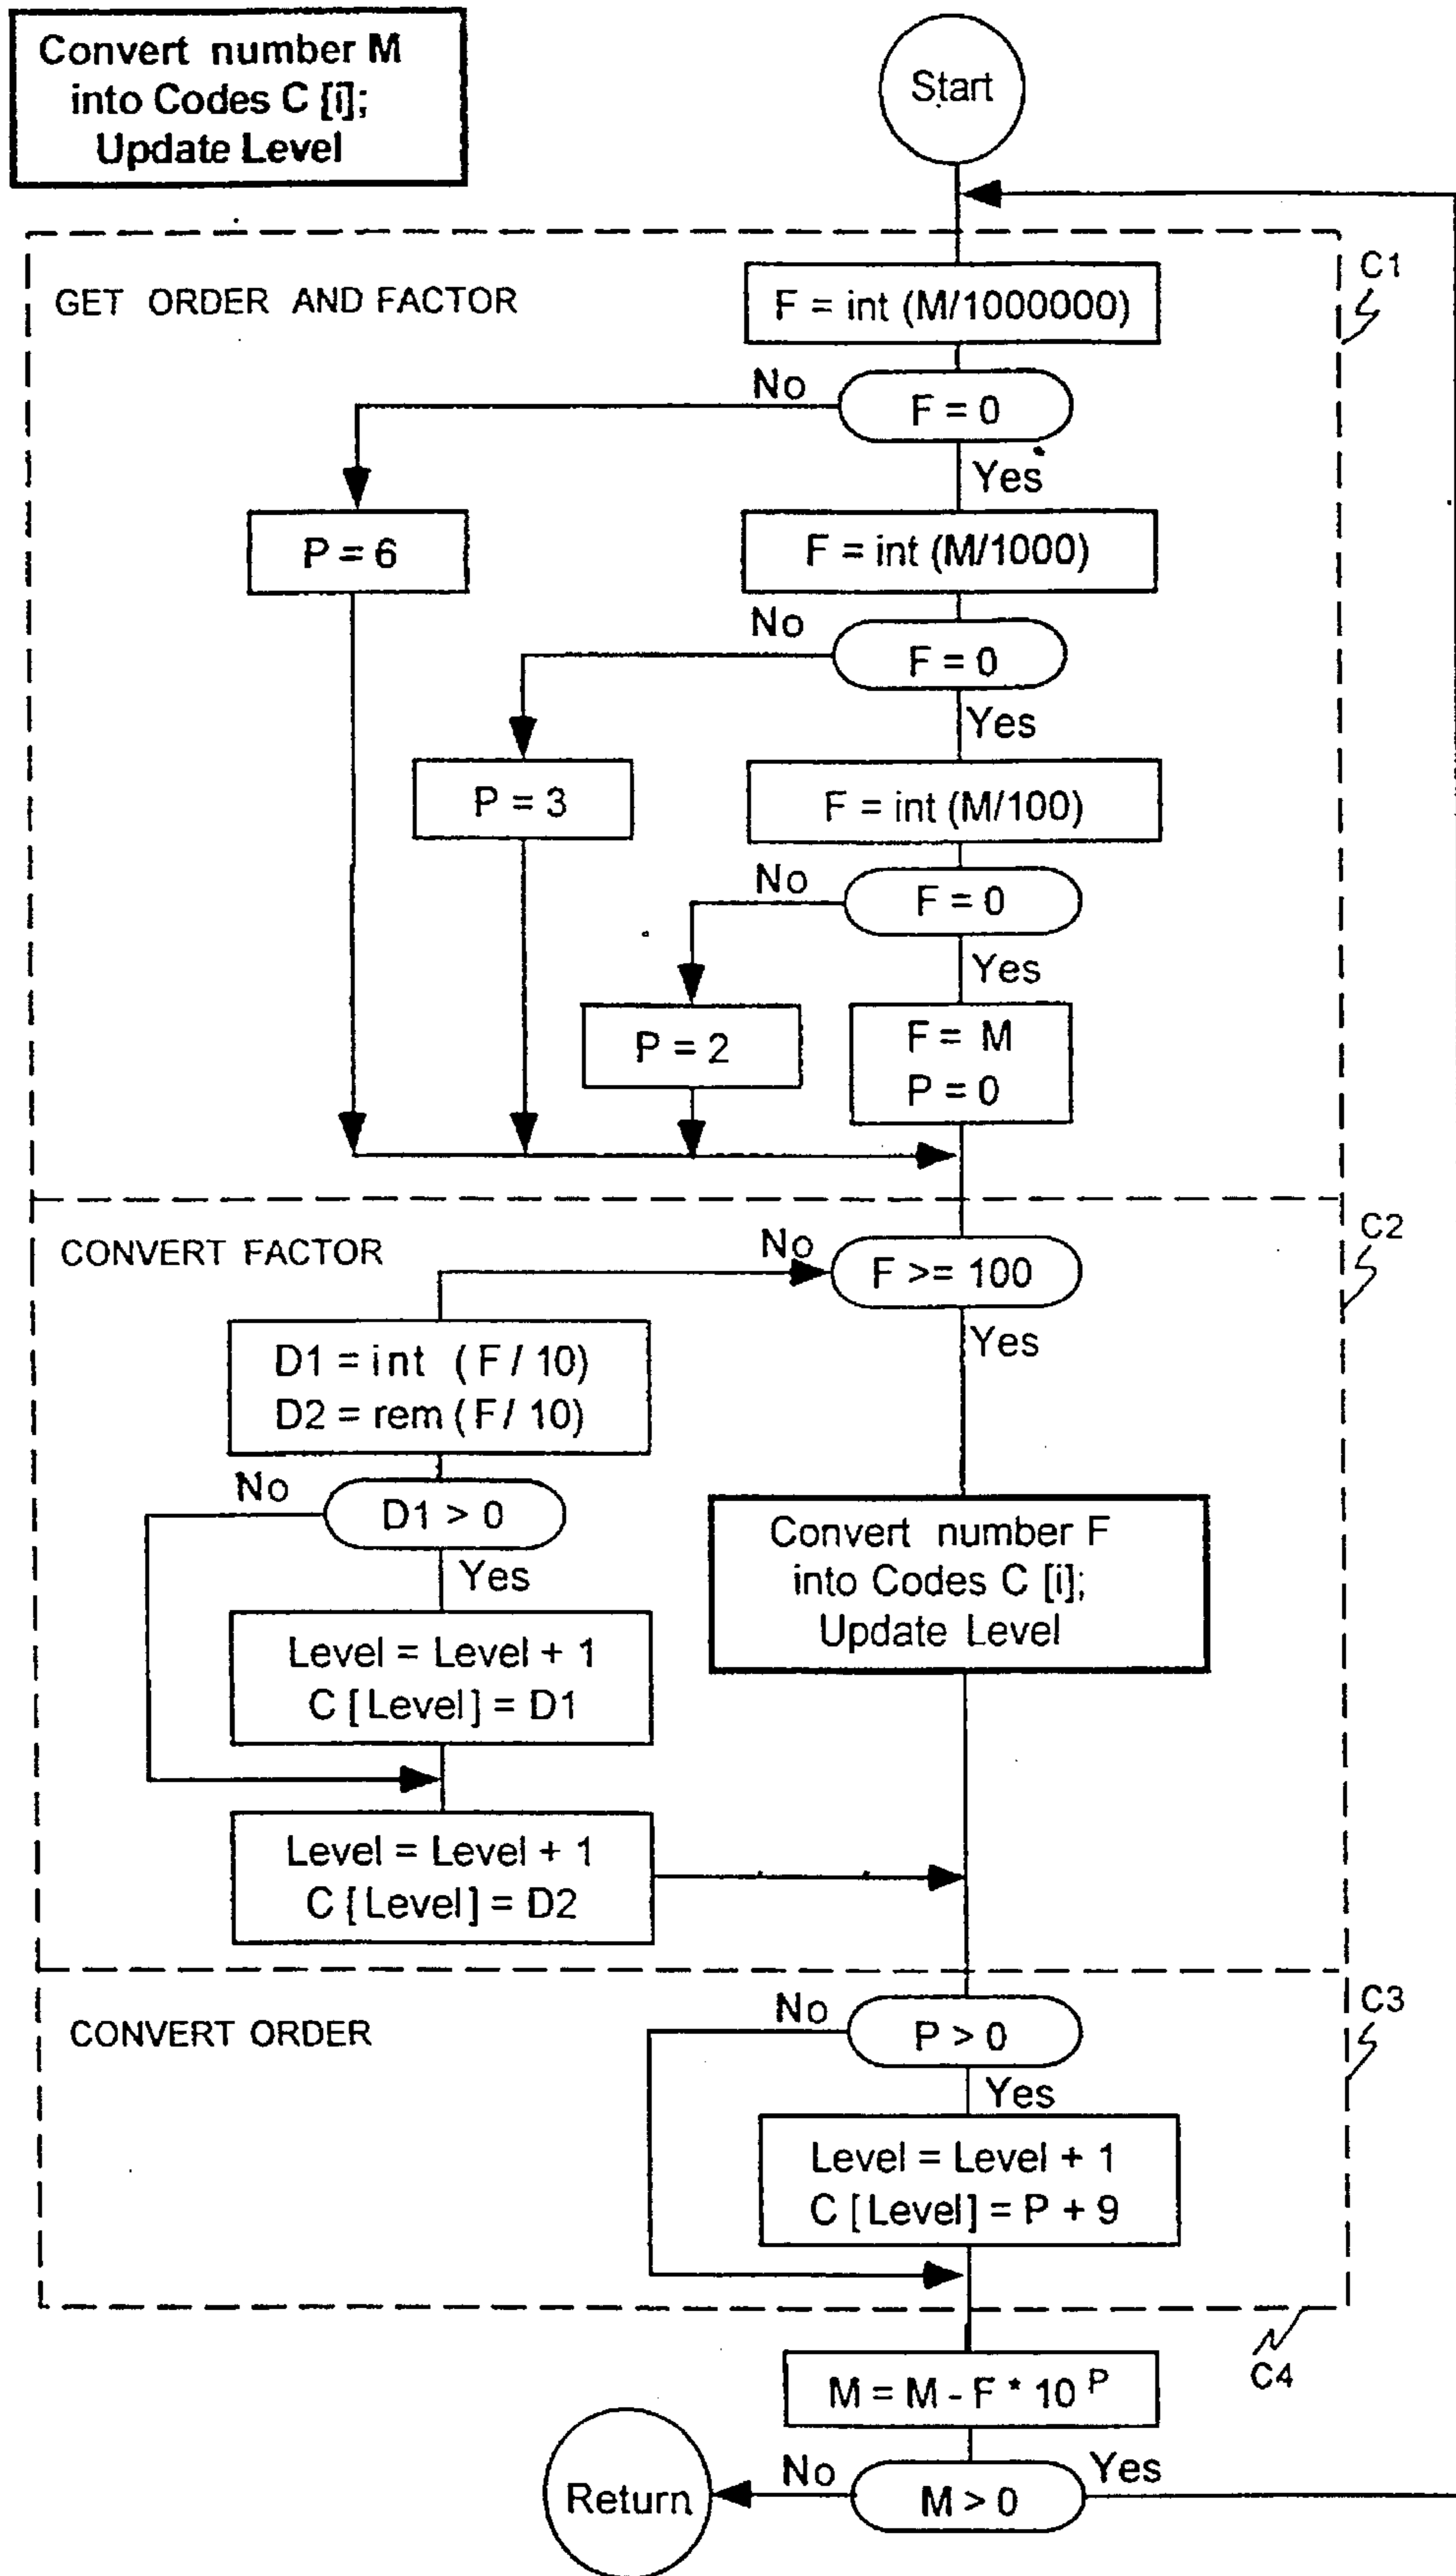 Convert number M
into Codes C [i];
Update Level
Start
C1
GET ORDER AND FACTOR
F = int (M/1000000)
No
F = 0
Yes
P = 6
F = int (M/1000)
No
F = 0
Yes
P = 3
F = int (M/100)
No
F = 0
Yes
P = 2
F = M
P = 0
C2
CONVERT FACTOR
No
F >= 100
Yes
D1 = int ( F / 10)
D2 = rem ( F / 10)
No
D1 > 0
Yes
Convert number F
into Codes C [i];
Update Level
Level = Level + 1
C [ Level ] = D1
Level = Level + 1
C [ Level ] = D2
C3
CONVERT ORDER
No
P > 0
Yes
Level = Level + 1
C [ Level ] = P + 9
C4
M = M - F * 10 P
No
M > 0
Yes
Return